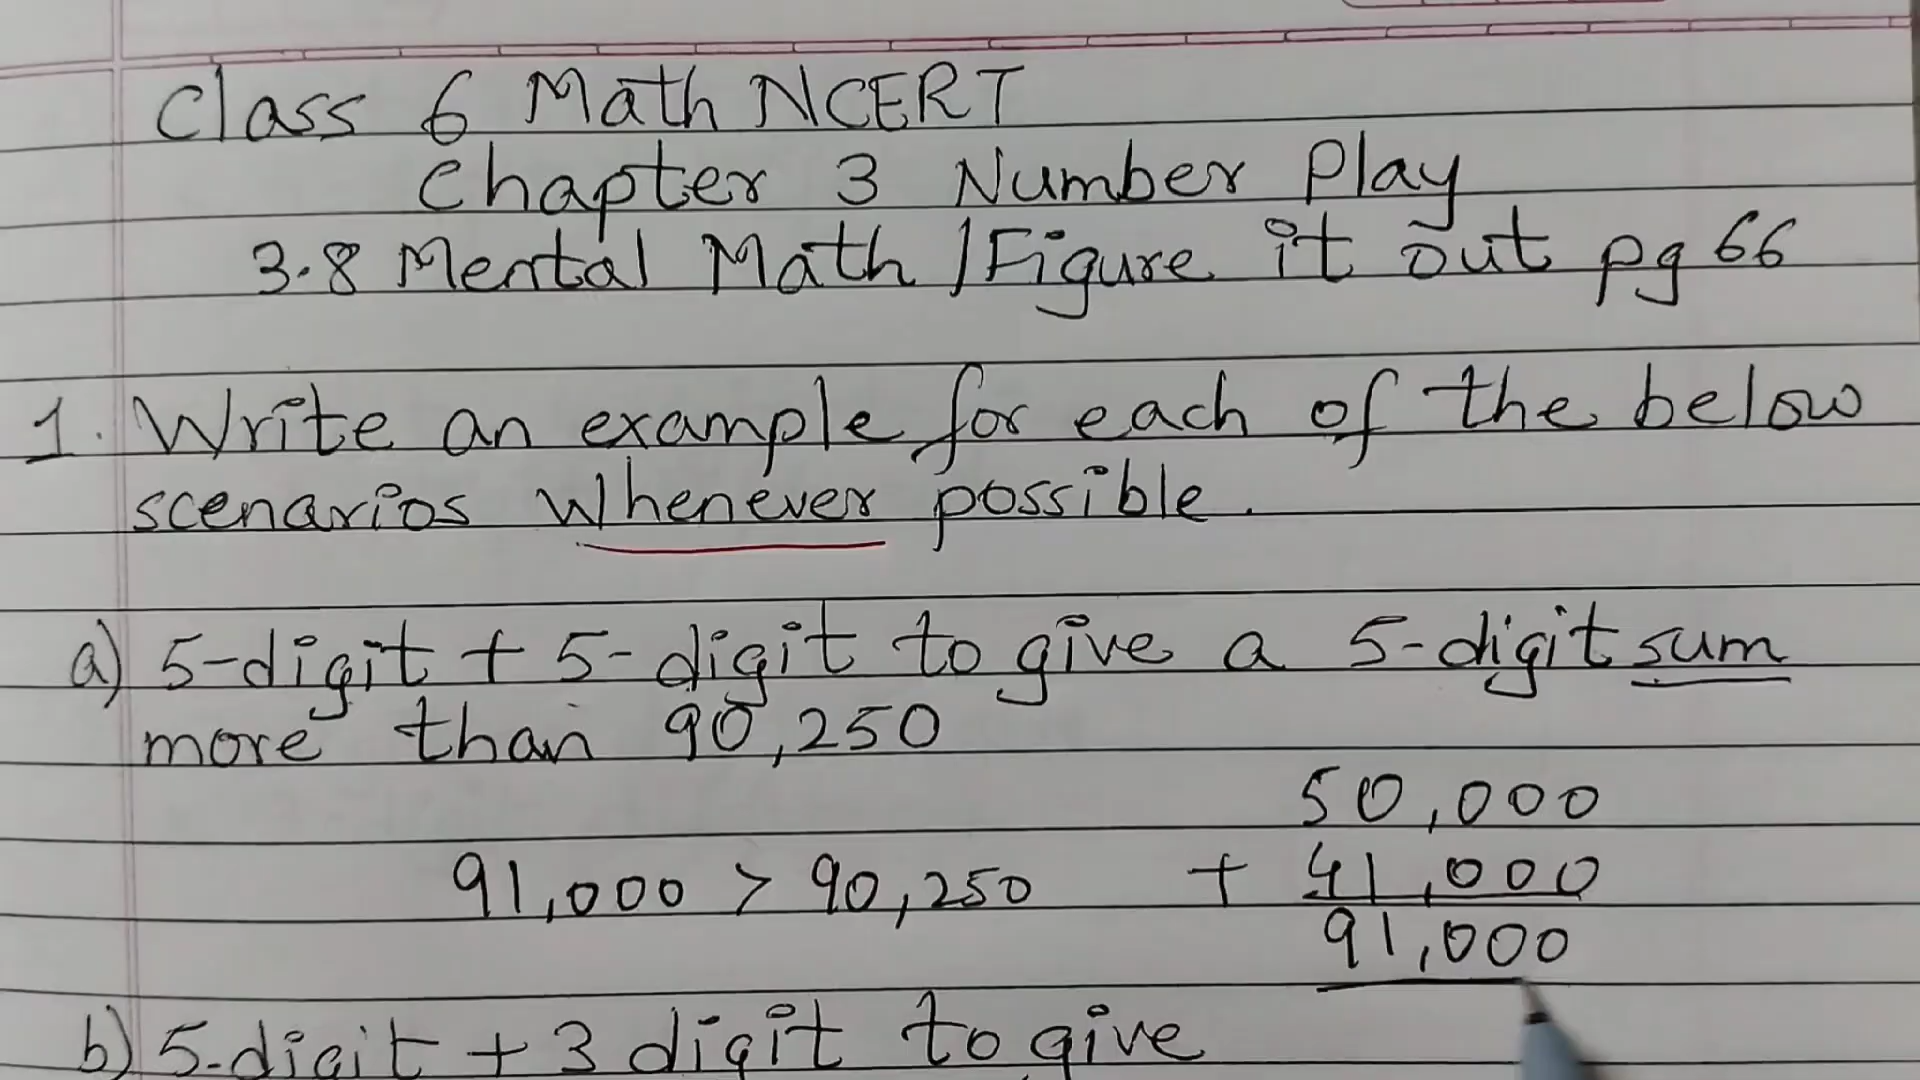 Class 6 Math NCERT
Chapter 3 Number Play
3.8 Mental Math / Figure it out pg 66
1. Write an example for each of the below
scenarios whenever possible.
a) 5-digit + 5-digit to give a 5-digit sum
more than 90,250
50,000
91,000 > 90,250 + 41,000
91,000
b) 5-digit + 3 digit to give